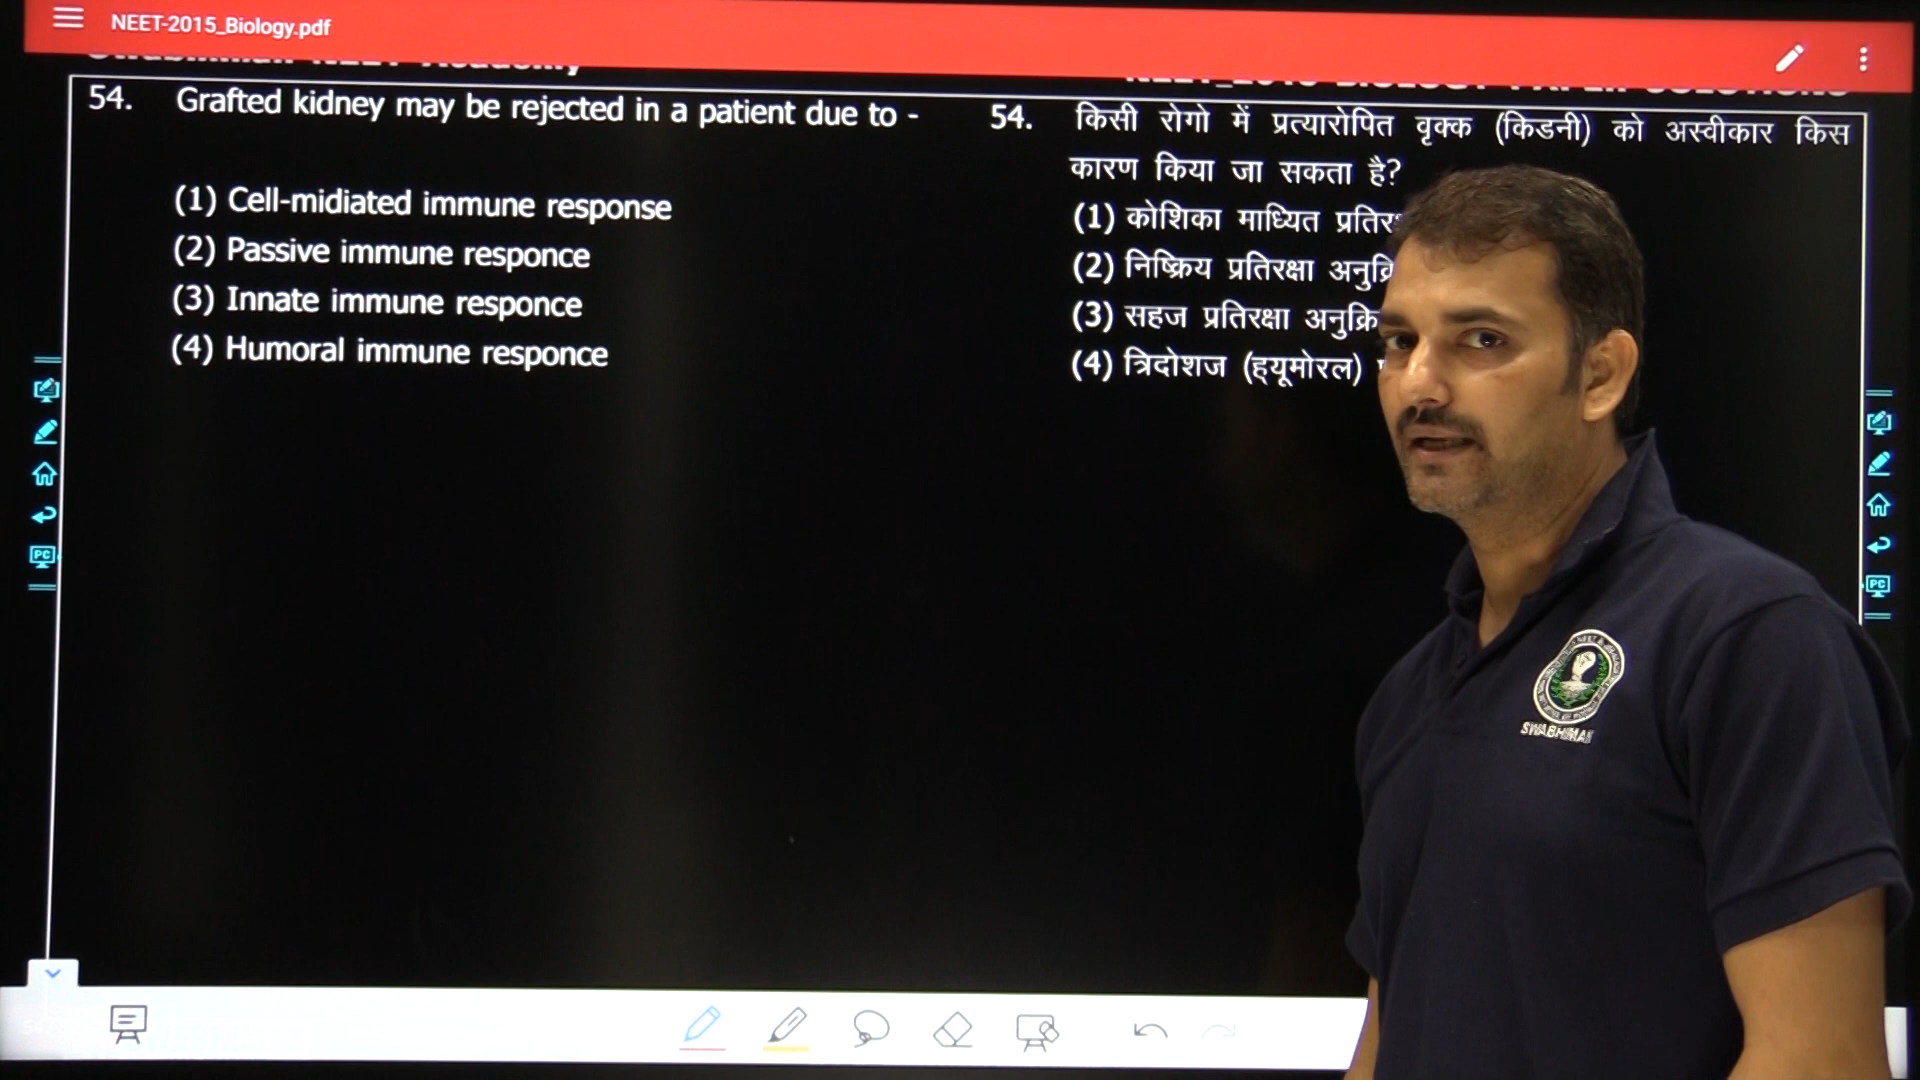 NEET-2015_Biology.pdf
54. Grafted kidney may be rejected in a patient due to -
(1) Cell-midiated immune response
(2) Passive immune responce
(3) Innate immune responce
(4) Humoral immune responce
54. किसी रोगो में प्रत्यारोपित वृक्क (किडनी) को अस्वीकार किस
कारण किया जा सकता है?
(1) कोशिका माध्यित
(2) निष्क्रिय प्रतिरक्षा
(3) सहज प्रतिरक्षा
(4) त्रिदोशज (ह्यूमोरल)
PC
PC
SWABHIMAN